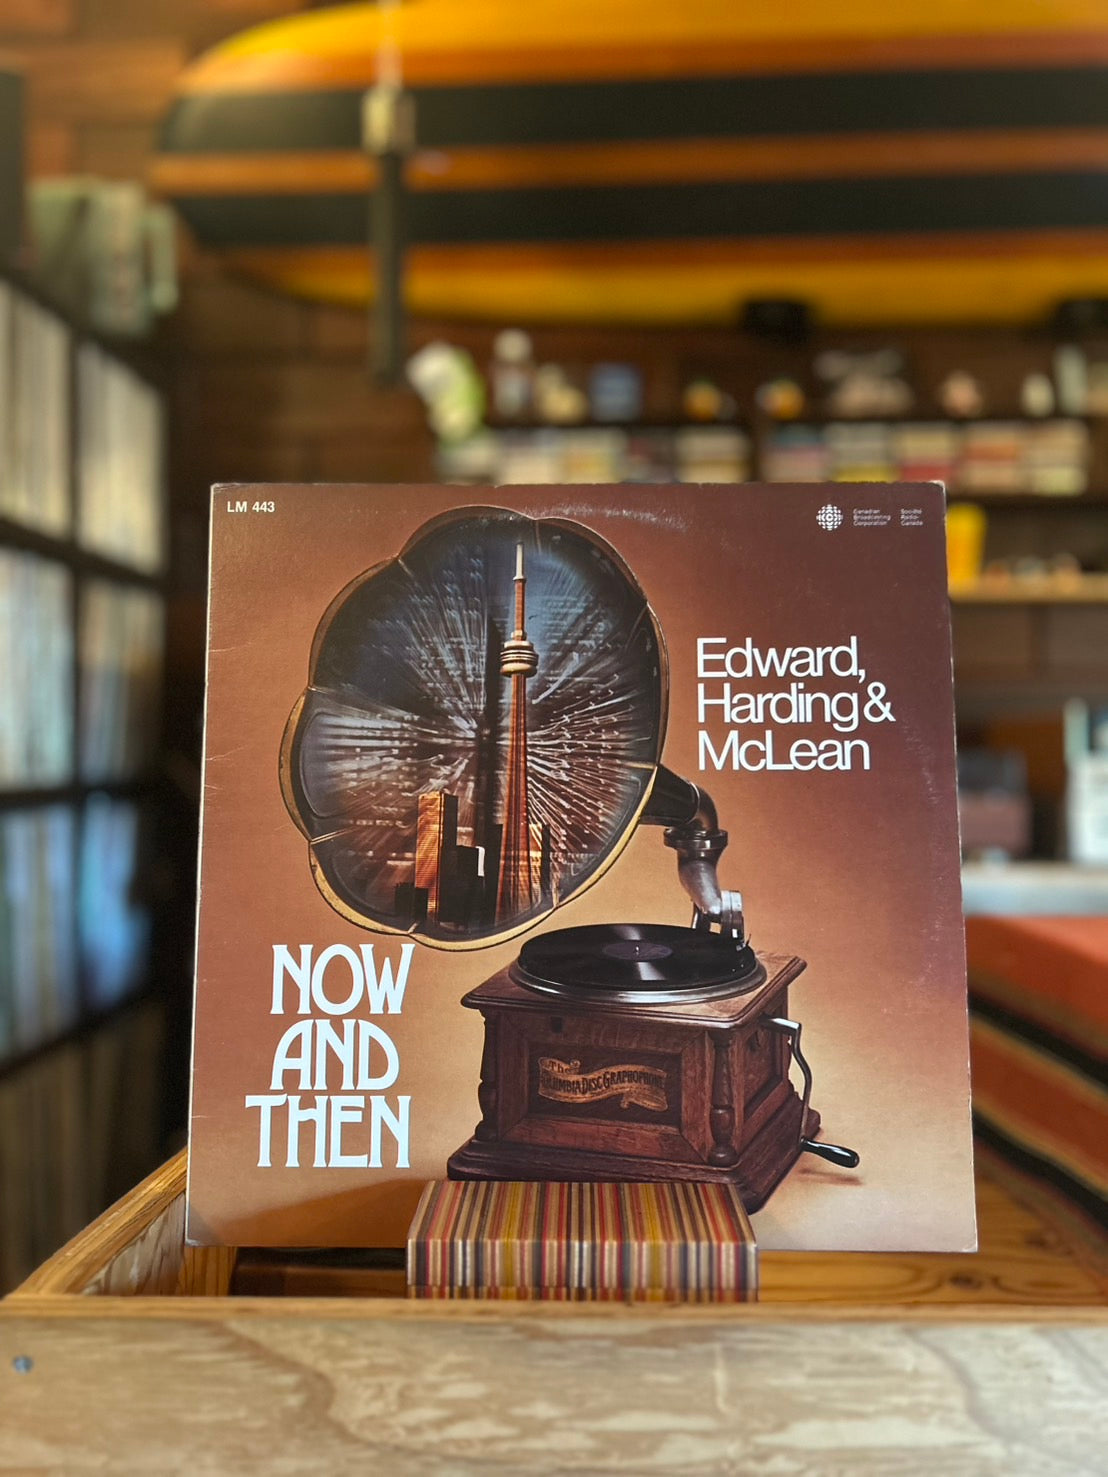 LM 443
Canadian
Broadcasting
Corporation
Société
Radio-
Canada
Edward,
Harding &
McLean
NOW
AND
THEN
The
COLUMBIA DISC GRAPHOPHONE